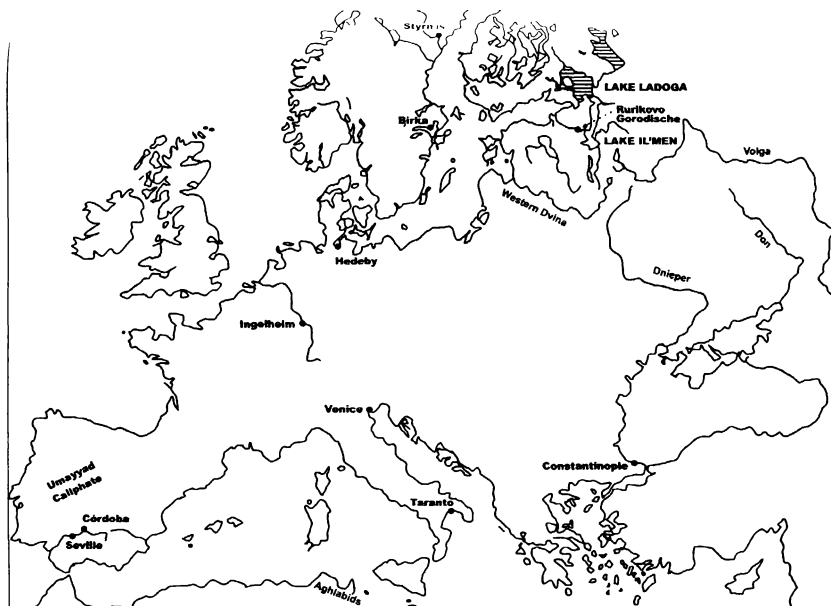 LAKE LADOGA
Rurikovo
Gorodische
Birka
LAKE IL'MEN
Volga
Western Dvina
Don
Hedeby
Dnieper
Ingelheim
Venice
Constantinople
Umayyad
Caliphate
Taranto
Córdoba
Seville
Aghlabids